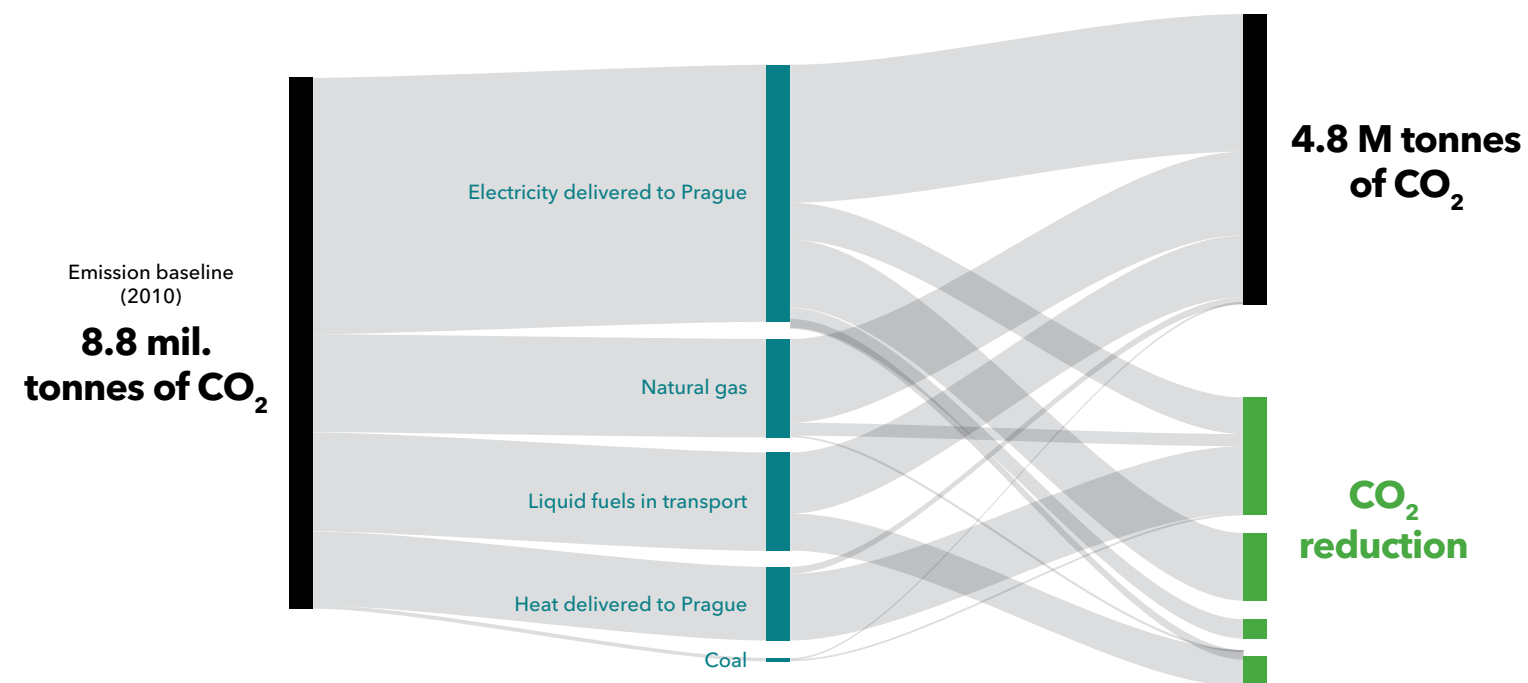 Emission baseline
(2010)
8.8 mil.
tonnes of CO₂
Electricity delivered to Prague
Natural gas
Liquid fuels in transport
Heat delivered to Prague
Coal
4.8 M tonnes
of CO₂
CO₂
reduction